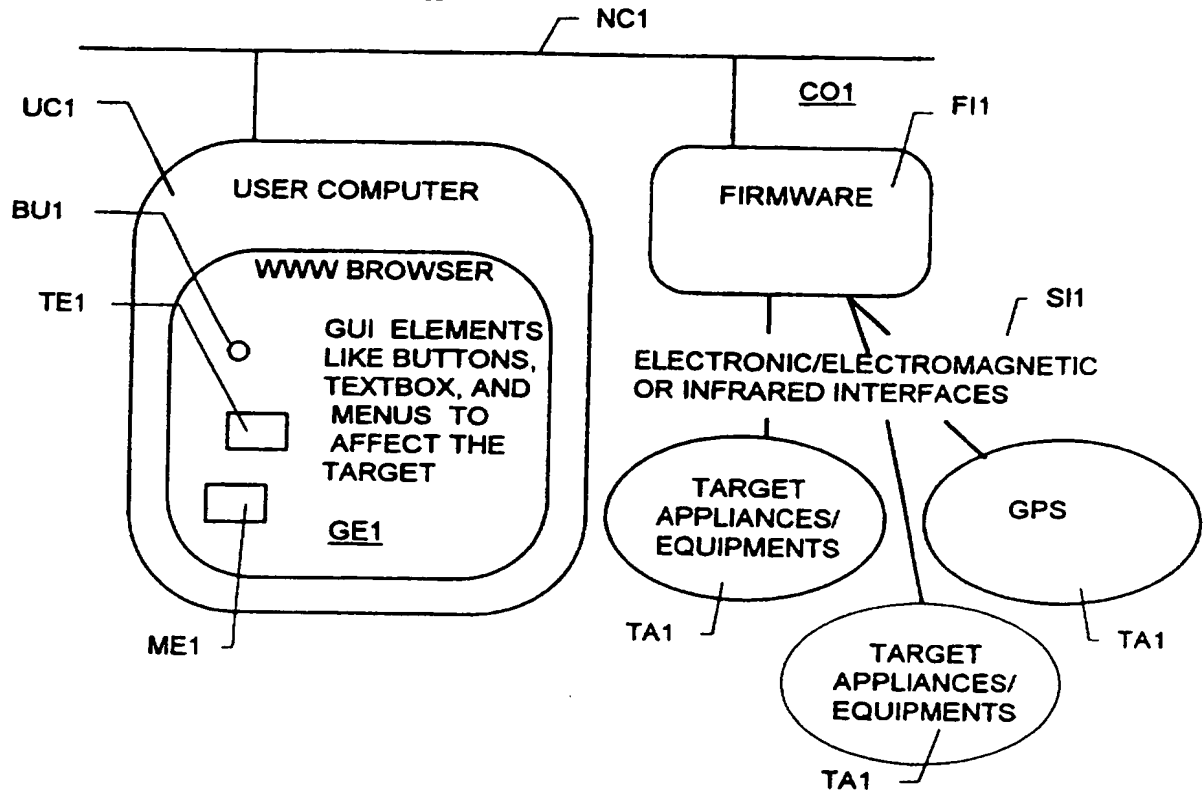 NC1
CO1
UC1
FI1
USER COMPUTER
FIRMWARE
BU1
WWW BROWSER
TE1
SI1
GUI ELEMENTS
LIKE BUTTONS,
TEXTBOX, AND
MENUS TO
AFFECT THE
TARGET
ELECTRONIC/ELECTROMAGNETIC
OR INFRARED INTERFACES
GE1
ME1
TARGET
APPLIANCES/
EQUIPMENTS
GPS
TA1
TA1
TARGET
APPLIANCES/
EQUIPMENTS
TA1